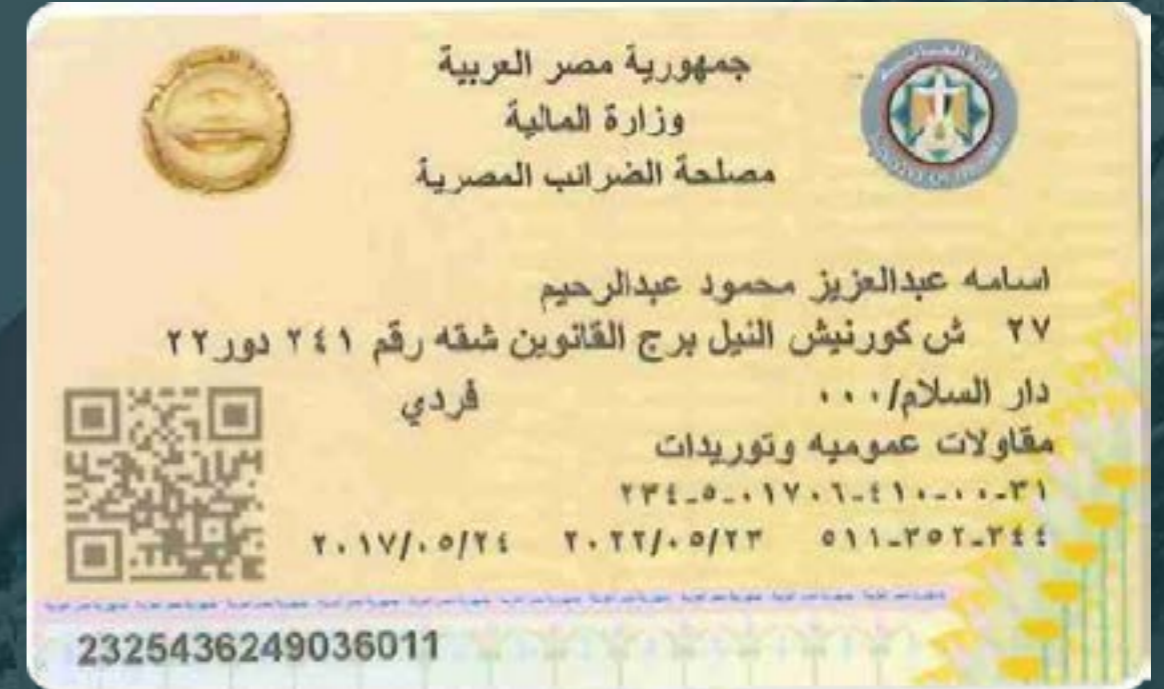 جمهورية مصر العربية
وزارة المالية
مصلحة الضرائب المصرية
اسامه عبدالعزيز محمود عبدالرحيم
٢٧ ش كورنيش النيل برج القانوين شقه رقم ٢٤١ دور٢٢
دار السلام/٠٠٠ فردي
مقاولات عموميه وتوريدات
٢٣٤-٥-٠١٧٠٦-٤١٠-٠٠-٣١
٥١١-٣٥٢-٣٤٤ ٢٠٢٢/٠٥/٢٣ ٢٠١٧/٠٥/٢٤
2325436249036011